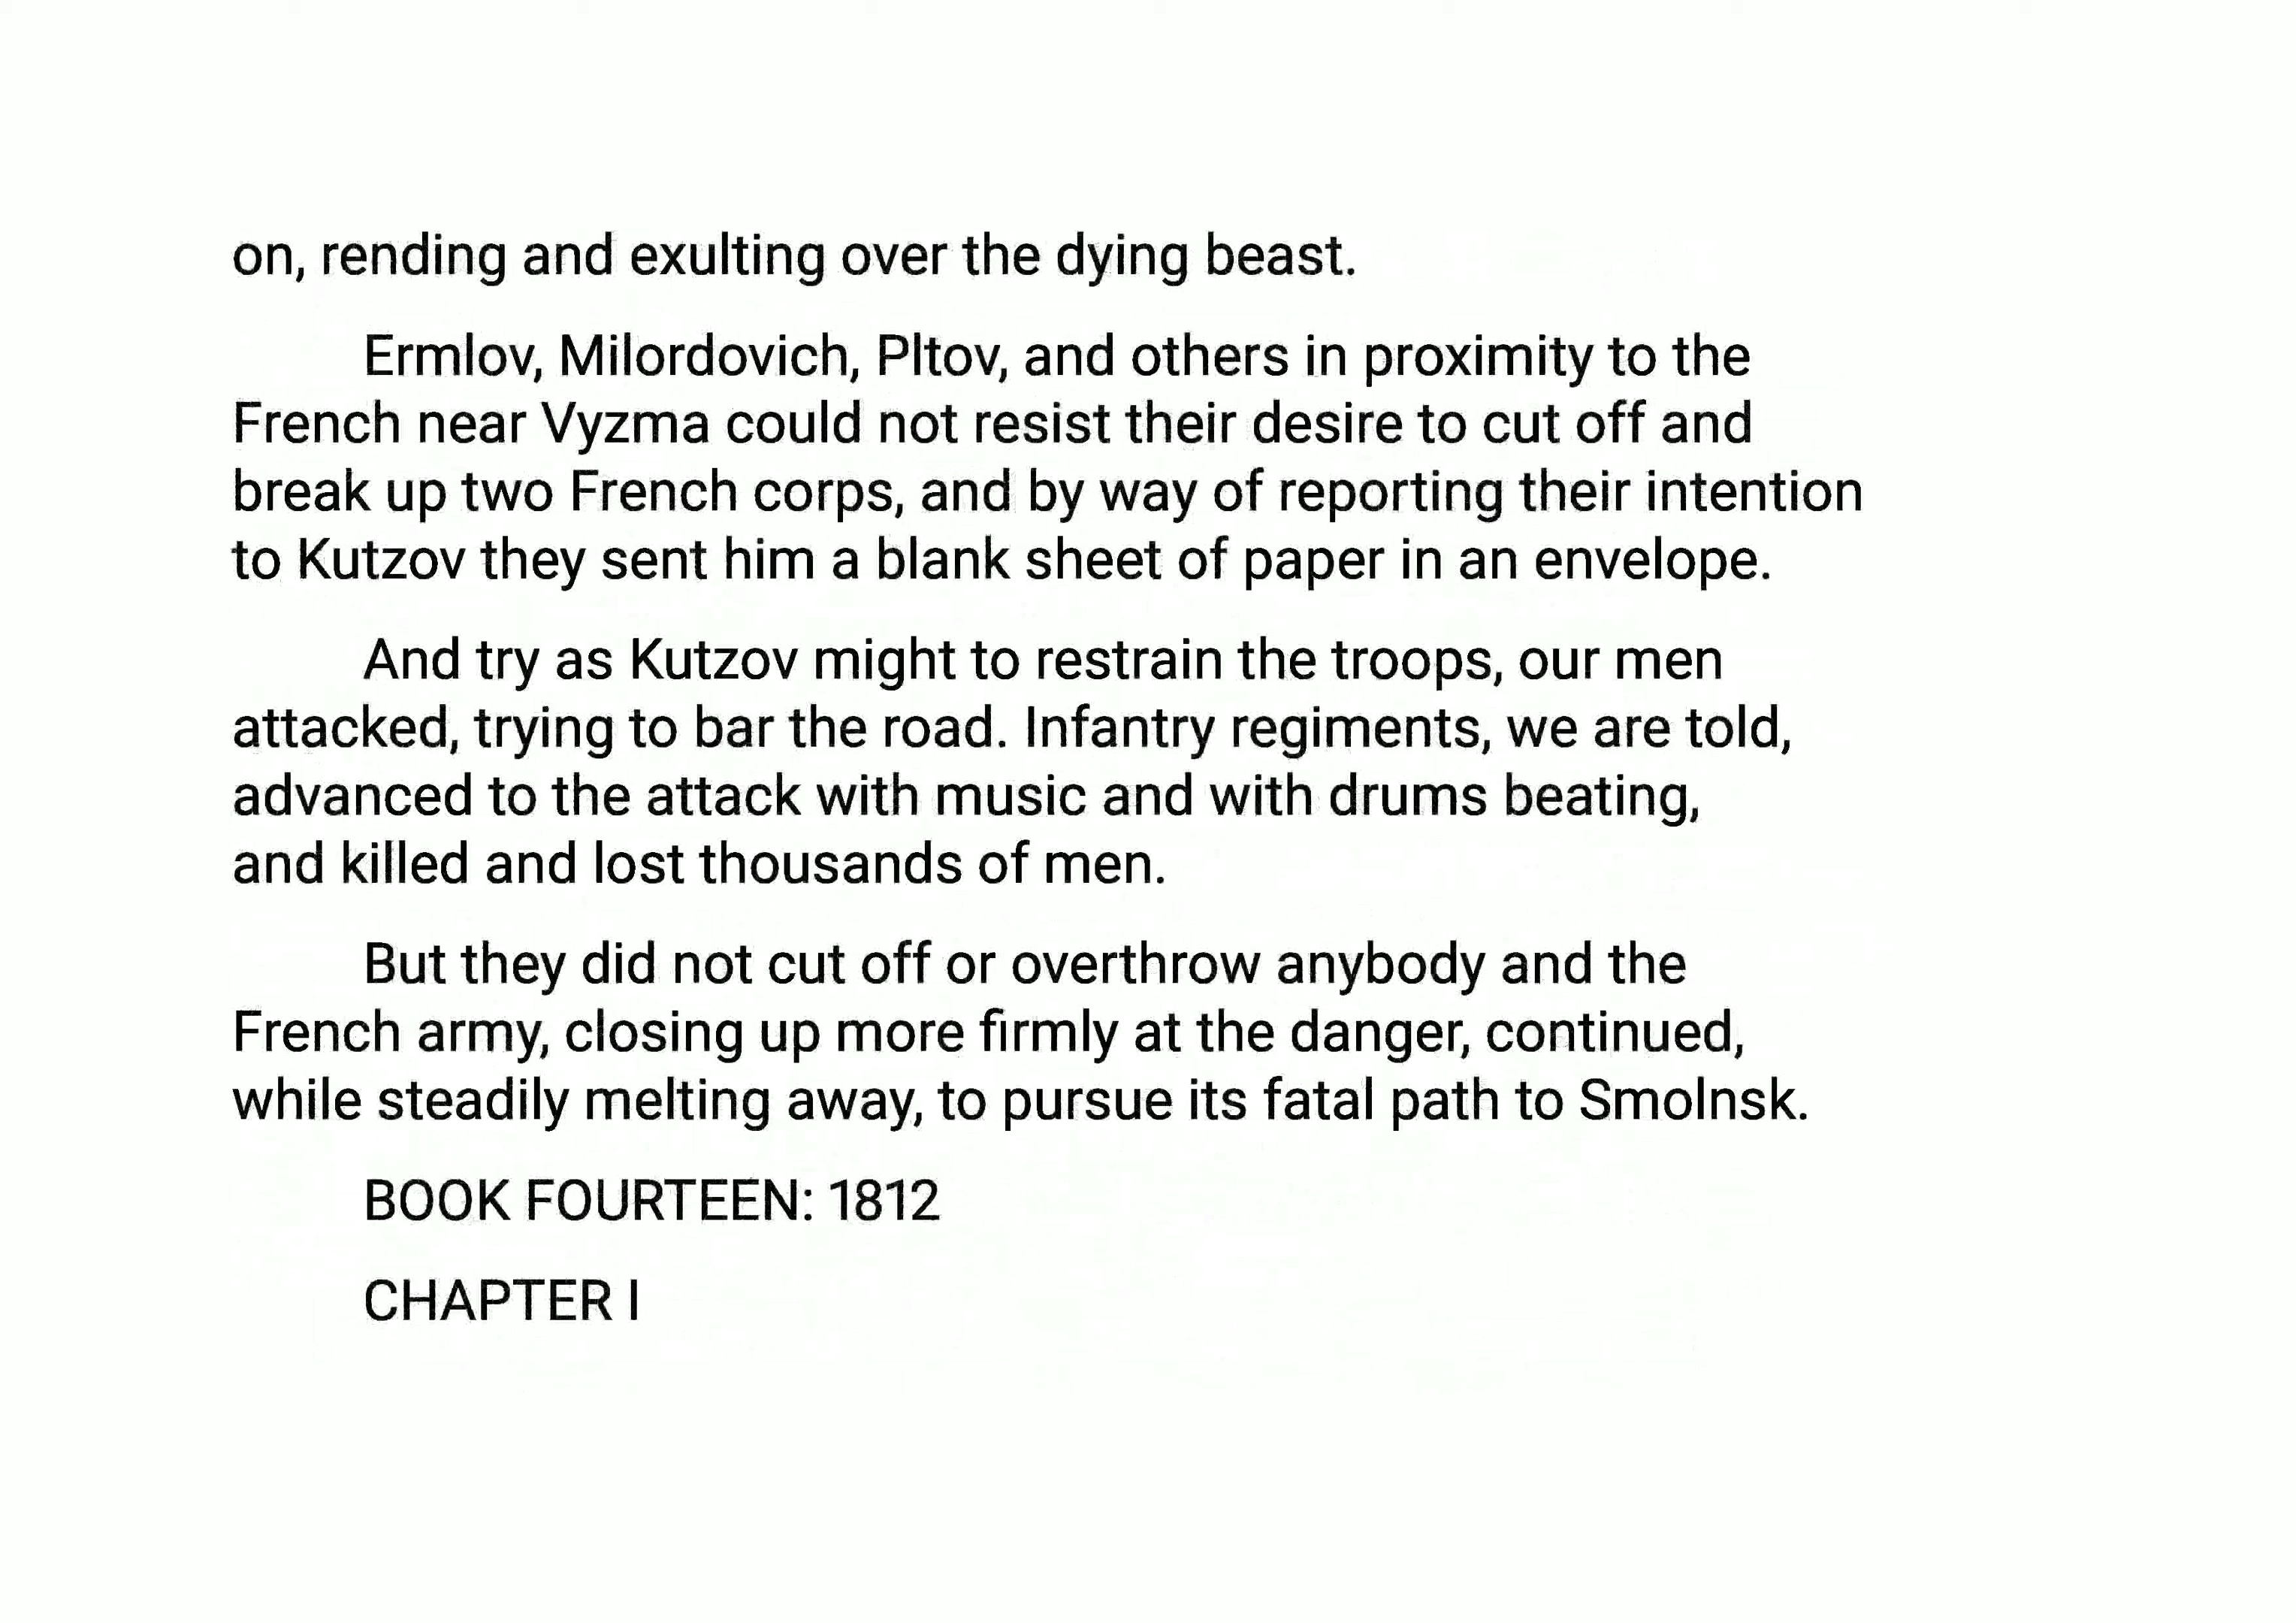 on, rending and exulting over the dying beast.
Ermlov, Milordovich, Pltov, and others in proximity to the
French near Vyzma could not resist their desire to cut off and
break up two French corps, and by way of reporting their intention
to Kutzov they sent him a blank sheet of paper in an envelope.
And try as Kutzov might to restrain the troops, our men
attacked, trying to bar the road. Infantry regiments, we are told,
advanced to the attack with music and with drums beating,
and killed and lost thousands of men.
But they did not cut off or overthrow anybody and the
French army, closing up more firmly at the danger, continued,
while steadily melting away, to pursue its fatal path to Smolnsk.
BOOK FOURTEEN: 1812
CHAPTER I